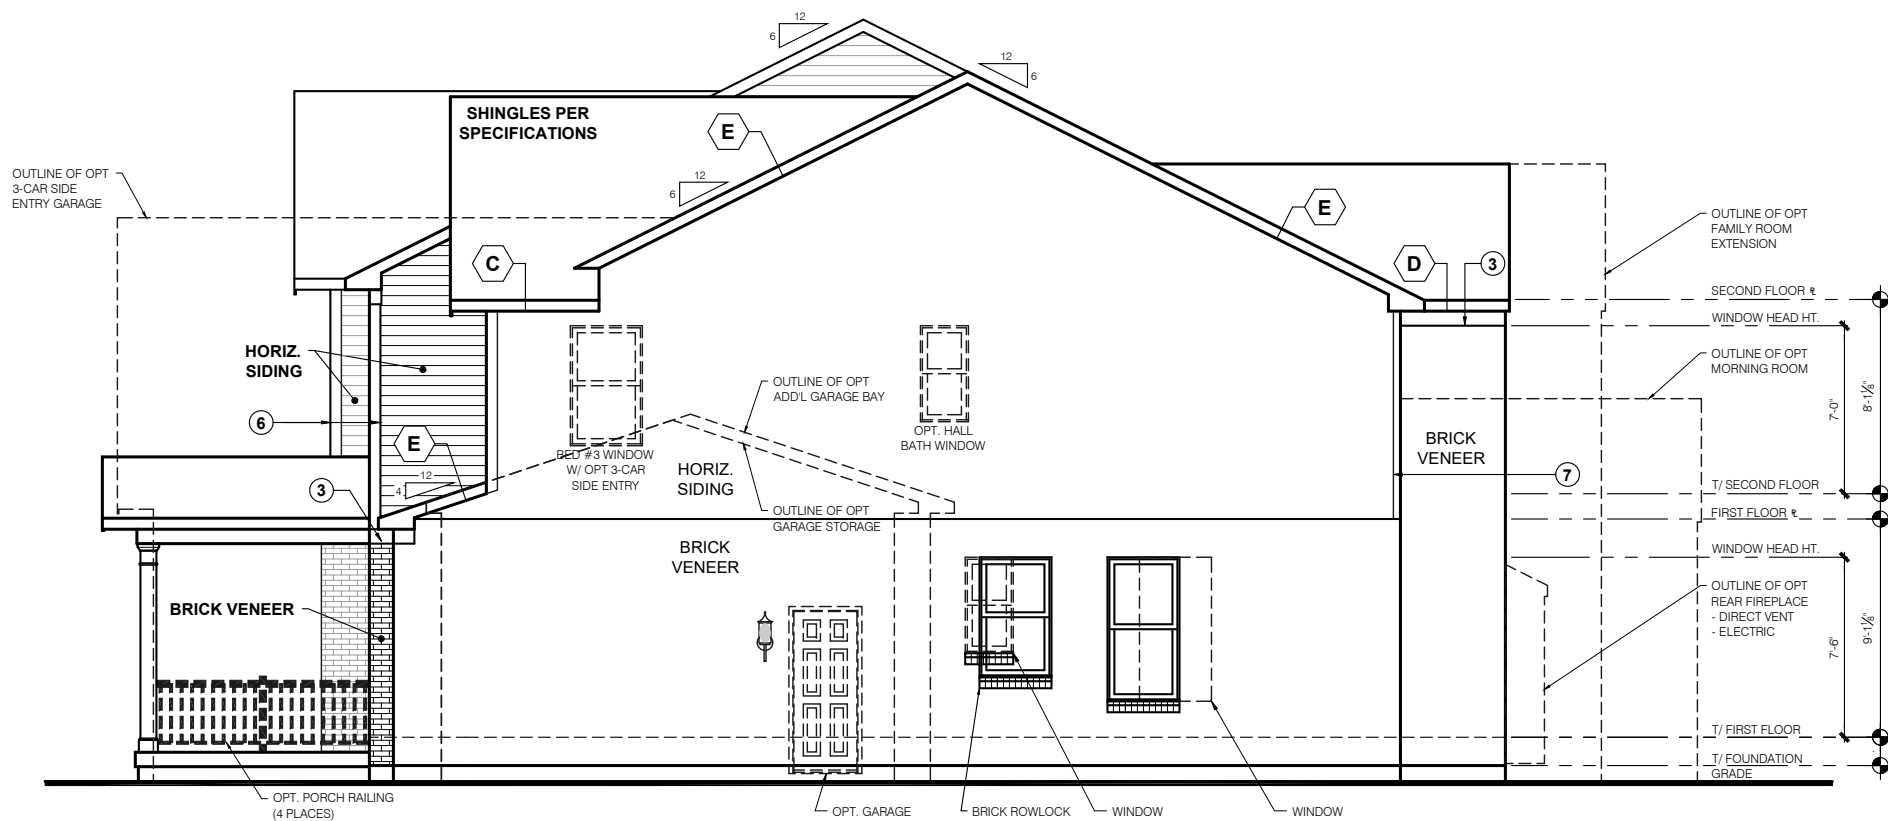 12
6
12
6
SHINGLES PER
SPECIFICATIONS
E
12
6
OUTLINE OF OPT
3-CAR SIDE
ENTRY GARAGE
E
OUTLINE OF OPT
FAMILY ROOM
EXTENSION
C
D
3
SECOND FLOOR ℄
WINDOW HEAD HT.
HORIZ.
SIDING
OUTLINE OF OPT
ADD'L GARAGE BAY
OUTLINE OF OPT
MORNING ROOM
7'-0"
8'-1⅛"
6
E
OPT. HALL
BATH WINDOW
BRICK
VENEER
BED #3 WINDOW
W/ OPT 3-CAR
SIDE ENTRY
HORIZ.
SIDING
12
4
3
7
T/ SECOND FLOOR
OUTLINE OF OPT
GARAGE STORAGE
FIRST FLOOR ℄
BRICK
VENEER
WINDOW HEAD HT.
BRICK VENEER
OUTLINE OF OPT
REAR FIREPLACE
- DIRECT VENT
- ELECTRIC
7'-6"
9'-1⅛"
T/ FIRST FLOOR
T/ FOUNDATION
GRADE
OPT. PORCH RAILING
(4 PLACES)
OPT. GARAGE
BRICK ROWLOCK
WINDOW
WINDOW